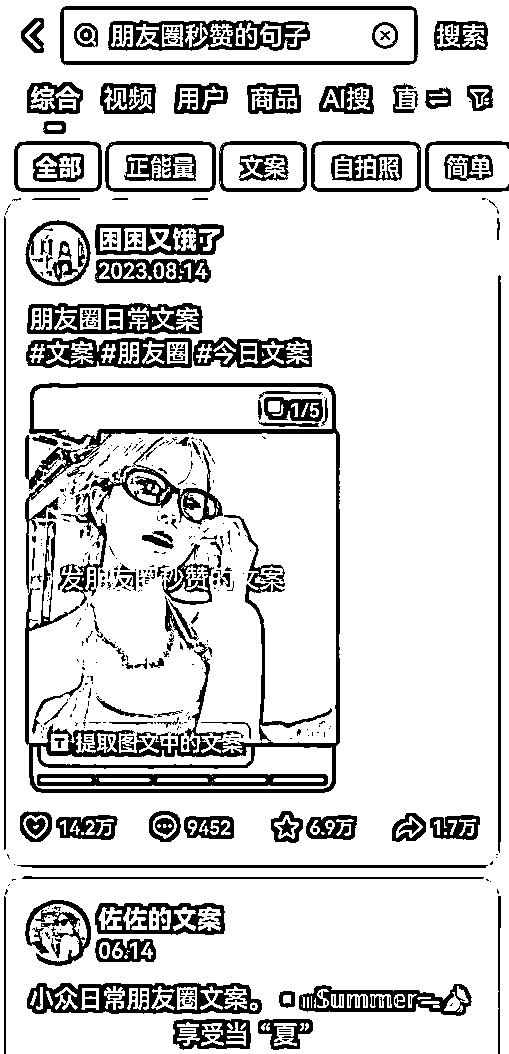 朋友圈秒赞的句子 搜索
综合 视频 用户 商品 AI搜 直
全部 正能量 文案 自拍照 简单
困困又饿了
2023.08.14
朋友圈日常文案
#文案 #朋友圈 #今日文案
1/5
发朋友圈秒赞的文案
提取图文中的文案
14.2万 9452 6.9万 1.7万
佐佐的文案
06.14
小众日常朋友圈文案。 Summer
享受当“夏”